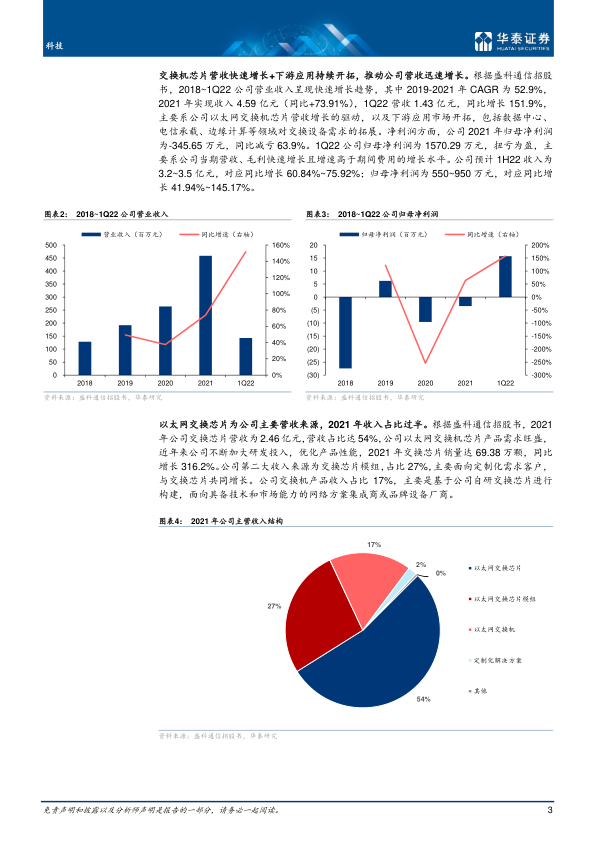 科技
华泰证券
HUATAI SECURITIES
交换机芯片营收快速增长+下游应用持续开拓，推动公司营收迅速增长。根据盛科通信招股
书，2018~1Q22 公司营业收入呈现快速增长趋势，其中 2019-2021 年 CAGR 为 52.9%，
2021 年实现收入 4.59 亿元（同比+73.91%），1Q22 营收 1.43 亿元，同比增长 151.9%，
主要系公司以太网交换机芯片营收增长的驱动，以及下游应用市场开拓，包括数据中心、
电信承载、边缘计算等领域对交换设备需求的拓展。净利润方面，公司 2021 年归母净利润
为-345.65 万元，同比减亏 63.9%。1Q22 公司归母净利润为 1570.29 万元，扭亏为盈，主
要系公司当期营收、毛利快速增长且增速高于期间费用的增长水平。公司预计 1H22 收入为
3.2~3.5 亿元，对应同比增长 60.84%~75.92%；归母净利润为 550~950 万元，对应同比增
长 41.94%~145.17%。
图表2： 2018~1Q22 公司营业收入
营业收入（百万元）
同比增速（右轴）
500
450
400
350
300
250
200
150
100
50
0
160%
140%
120%
100%
80%
60%
40%
20%
0%
2018
2019
2020
2021
1Q22
资料来源：盛科通信招股书，华泰研究
图表3： 2018~1Q22 公司归母净利润
归母净利润（百万元）
同比增速（右轴）
20
15
10
5
0
(5)
(10)
(15)
(20)
(25)
(30)
200%
150%
100%
50%
0%
-50%
-100%
-150%
-200%
-250%
-300%
2018
2019
2020
2021
1Q22
资料来源：盛科通信招股书，华泰研究
以太网交换芯片为公司主要营收来源，2021 年收入占比过半。根据盛科通信招股书，2021
年公司交换芯片营收为 2.46 亿元，营收占比达 54%，公司以太网交换机芯片产品需求旺盛，
近年来公司不断加大研发投入，优化产品性能，2021 年交换芯片销量达 69.38 万颗，同比
增长 316.2%。公司第二大收入来源为交换芯片模组，占比 27%，主要面向定制化需求客户，
与交换芯片共同增长。公司交换机产品收入占比 17%，主要是基于公司自研交换芯片进行
构建，面向具备技术和市场能力的网络方案集成商或品牌设备厂商。
图表4： 2021 年公司主营收入结构
17%
2%
0%
27%
54%
以太网交换芯片
以太网交换芯片模组
以太网交换机
定制化解决方案
其他
资料来源：盛科通信招股书，华泰研究
免责声明和披露以及分析师声明是报告的一部分，请务必一起阅读。
3